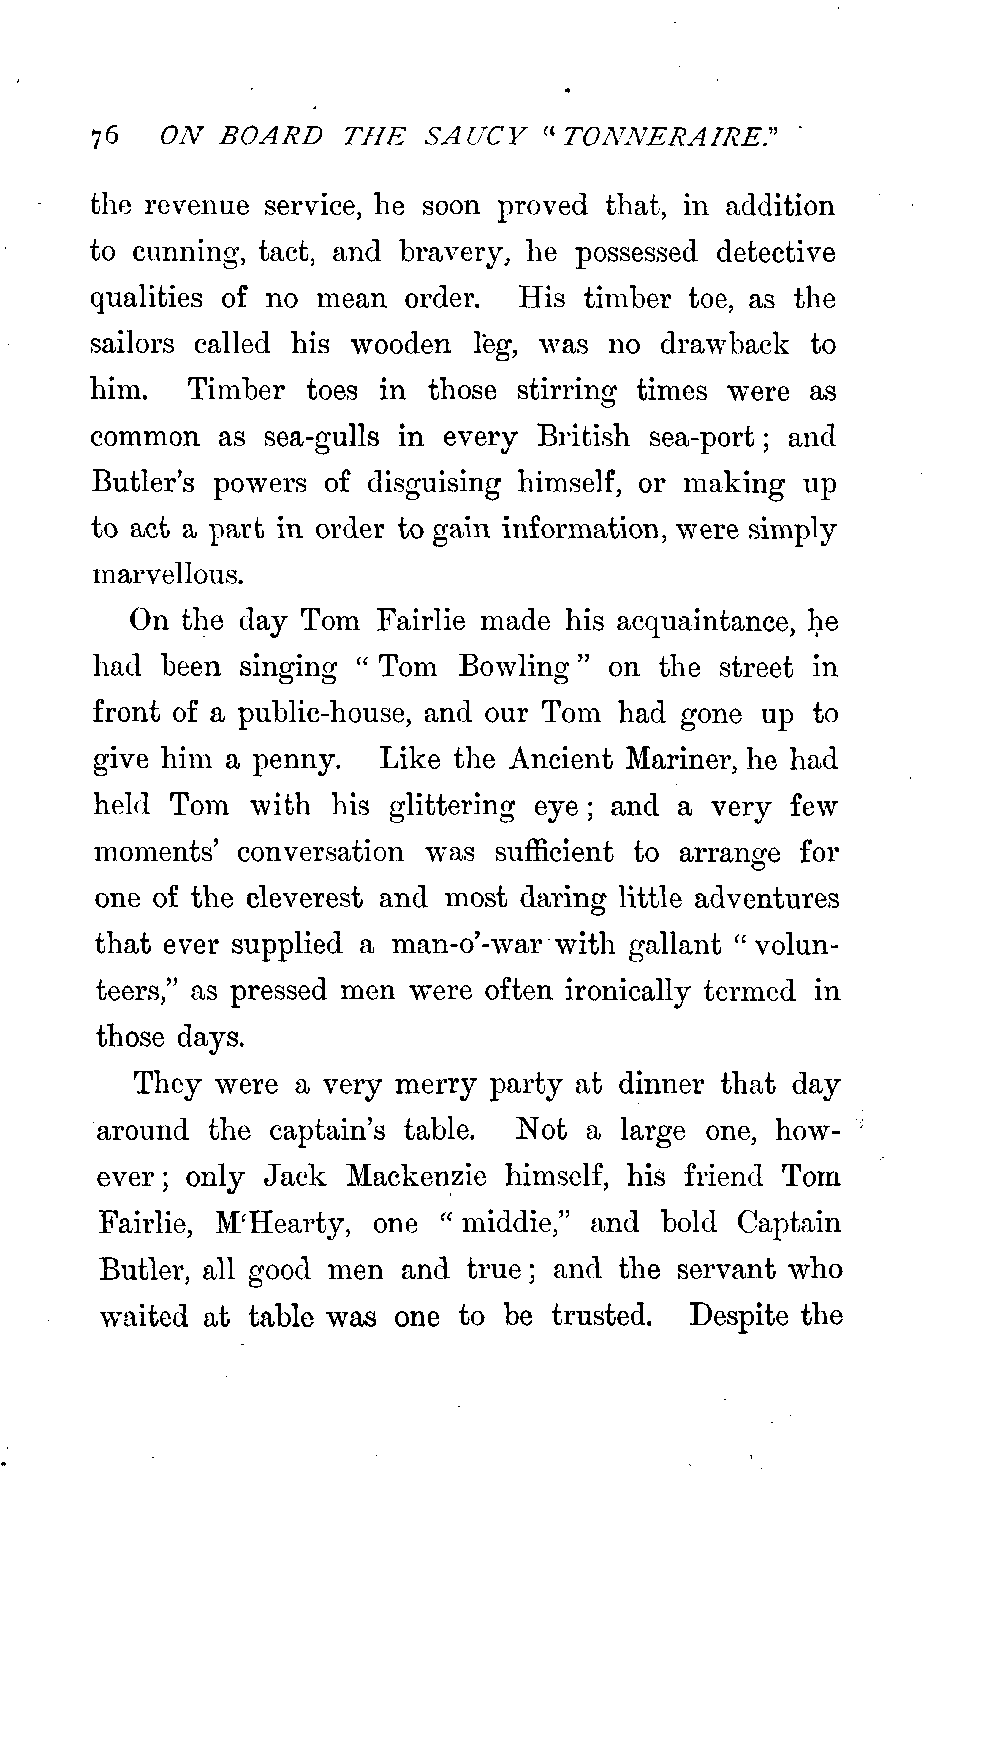 76 ON BOARD THE SAUCY "TONNERAIRE."
the revenue service, he soon proved that, in addition
to cunning, tact, and bravery, he possessed detective
qualities of no mean order. His timber toe, as the
sailors called his wooden leg, was no drawback to
him. Timber toes in those stirring times were as
common as sea-gulls in every British sea-port; and
Butler's powers of disguising himself, or making up
to act a part in order to gain information, were simply
marvellous.
On the day Tom Fairlie made his acquaintance, he
had been singing "Tom Bowling" on the street in
front of a public-house, and our Tom had gone up to
give him a penny. Like the Ancient Mariner, he had
held Tom with his glittering eye; and a very few
moments' conversation was sufficient to arrange for
one of the cleverest and most daring little adventures
that ever supplied a man-o'-war with gallant "volun-
teers," as pressed men were often ironically termed in
those days.
They were a very merry party at dinner that day
around the captain's table. Not a large one, how-
ever; only Jack Mackenzie himself, his friend Tom
Fairlie, M'Hearty, one "middie," and bold Captain
Butler, all good men and true; and the servant who
waited at table was one to be trusted. Despite the